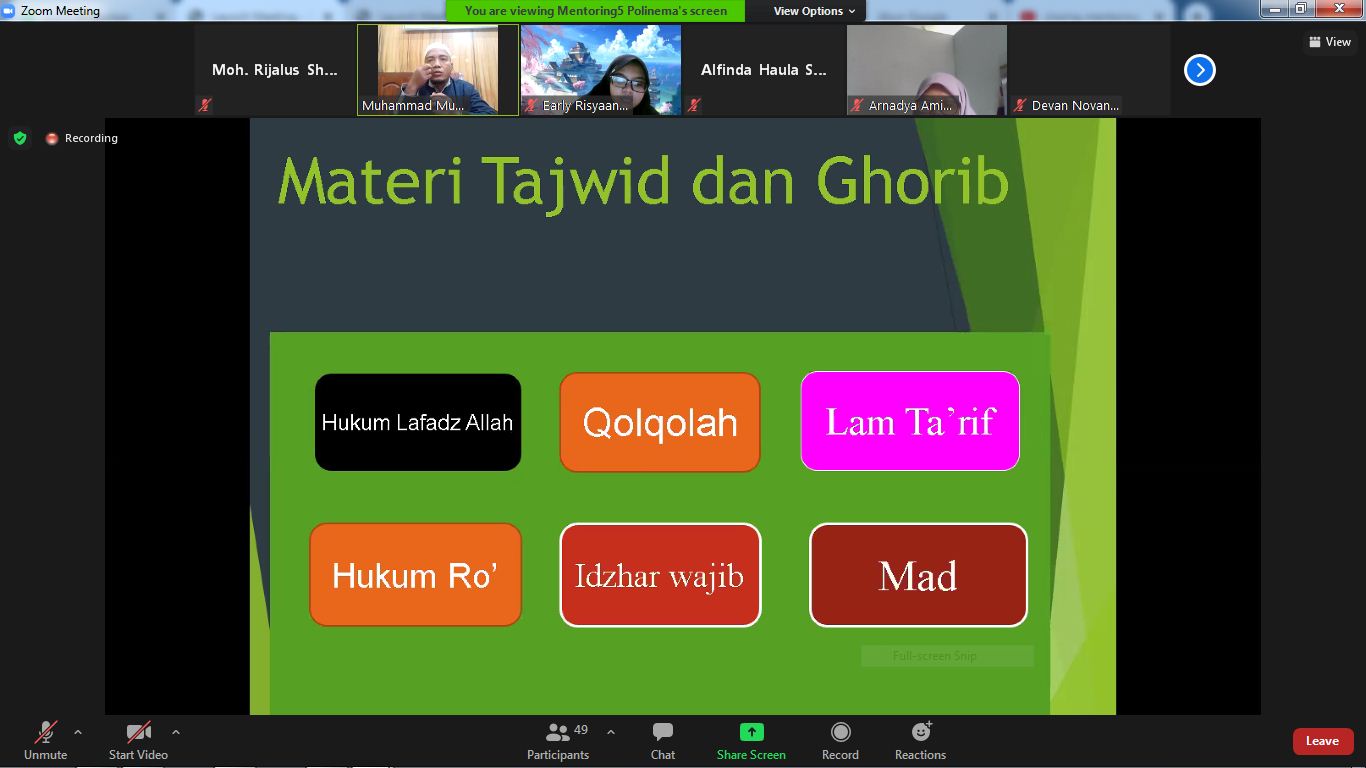 Zoom Meeting
You are viewing Mentoring5 Polinema's screen
View Options
View
Moh. Rijalus Sh...
Muhammad Mu...
Early Risyaan...
Alfinda Haula S...
Arnadya Ami...
Devan Novan...
Recording
Materi Tajwid dan Ghorib
Hukum Lafadz Allah
Qolqolah
Lam Ta’rif
Hukum Ro’
Idzhar wajib
Mad
Full-screen Snip
Unmute
Start Video
49
Participants
Chat
Share Screen
Record
Reactions
Leave